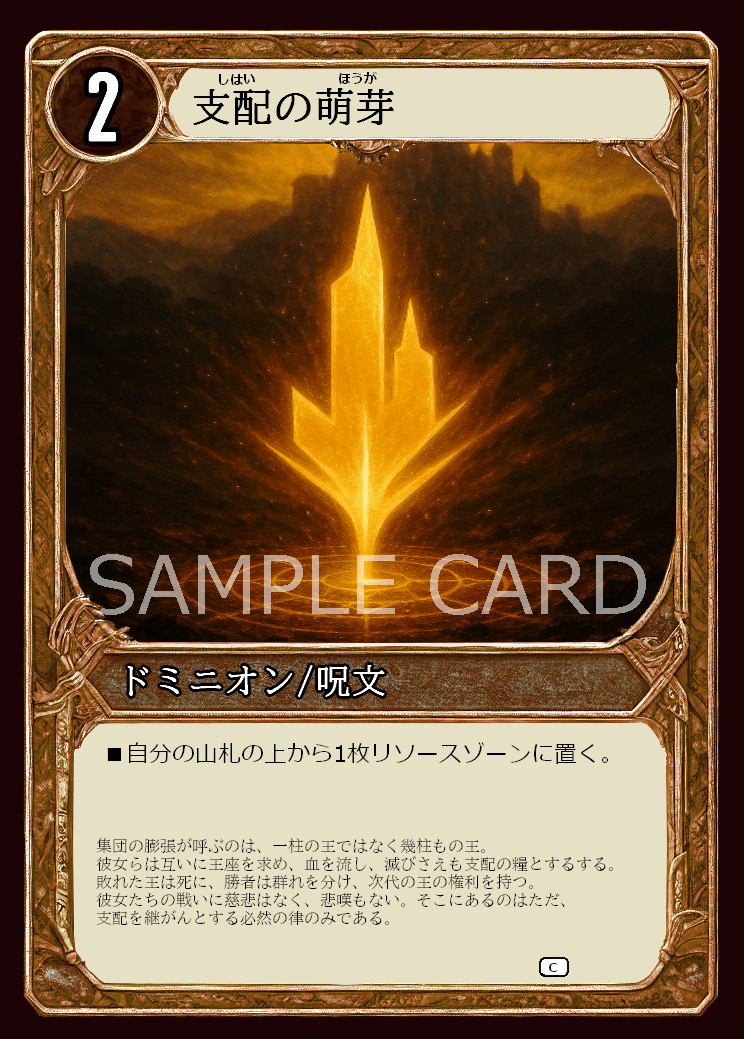 2
しはい ほうが
支配の萌芽
SAMPLE CARD
ドミニオン/呪文
■自分の山札の上から1枚リソースゾーンに置く。
集団の膨張が呼ぶのは、一柱の王ではなく幾柱もの王。
彼女らは互いに王座を求め、血を流し、滅びさえも支配の糧とするする。
敗れた王は死に、勝者は群れを分け、次代の王の権利を持つ。
彼女たちの戦いに慈悲はなく、悲嘆もない。そこにあるのはただ、
支配を継がんとする必然の律のみである。
C